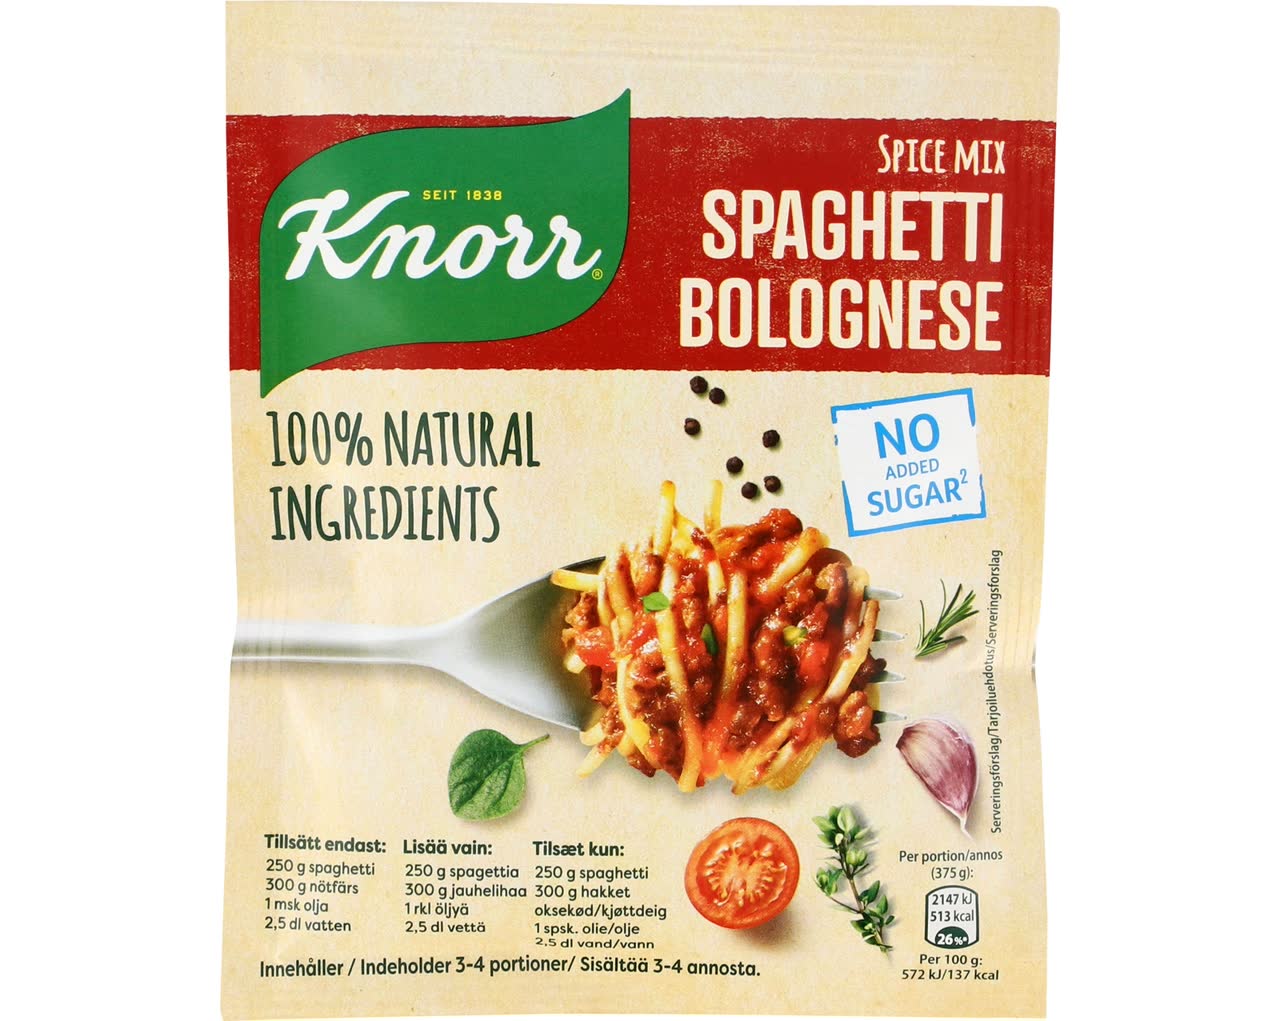 SPICE MIX
SPAGHETTI
BOLOGNESE
SEIT 1838
Knorr®
100% NATURAL
INGREDIENTS
NO
ADDED
SUGAR²
Serveringsförslag/Tarjoiluehdotus/Serveringsforslag
Tillsätt endast:
250 g spaghetti
300 g nötfärs
1 msk olja
2,5 dl vatten
Lisää vain:
250 g spagettia
300 g jauhelihaa
1 rkl öljyä
2,5 dl vettä
Tilsæt kun:
250 g spaghetti
300 g hakket
oksekød/kjøttdeig
1 spsk. olie/olje
2,5 dl vand/vann
Innehåller / Indeholder 3-4 portioner/ Sisältää 3-4 annosta.
Per portion/annos
(375 g):
2147 kJ
513 kcal
26%*
Per 100 g:
572 kJ/137 kcal